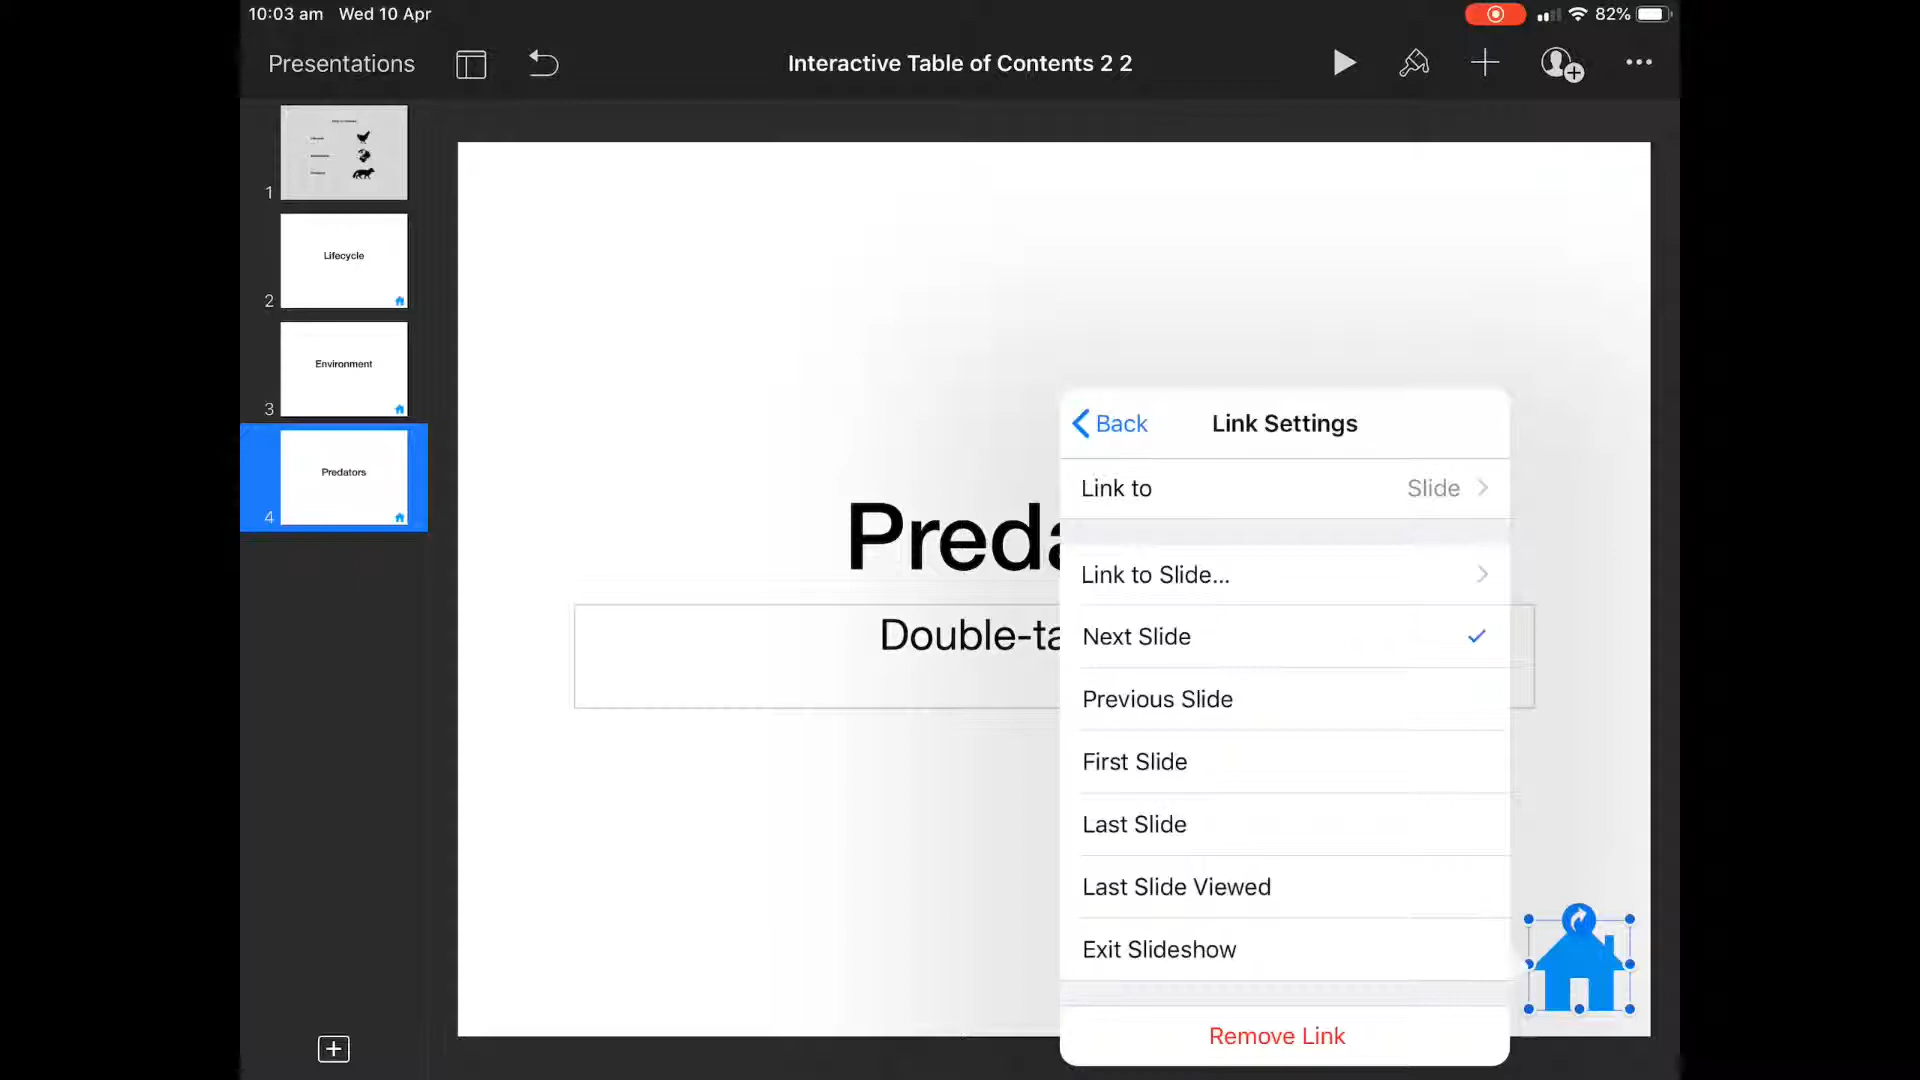 10:03 am Wed 10 Apr
82%
Presentations
Interactive Table of Contents 2 2
1
Lifecycle
2
Environment
3
Predators
4
Preda
Double-ta
Back
Link Settings
Link to
Slide
Link to Slide...
Next Slide
Previous Slide
First Slide
Last Slide
Last Slide Viewed
Exit Slideshow
Remove Link